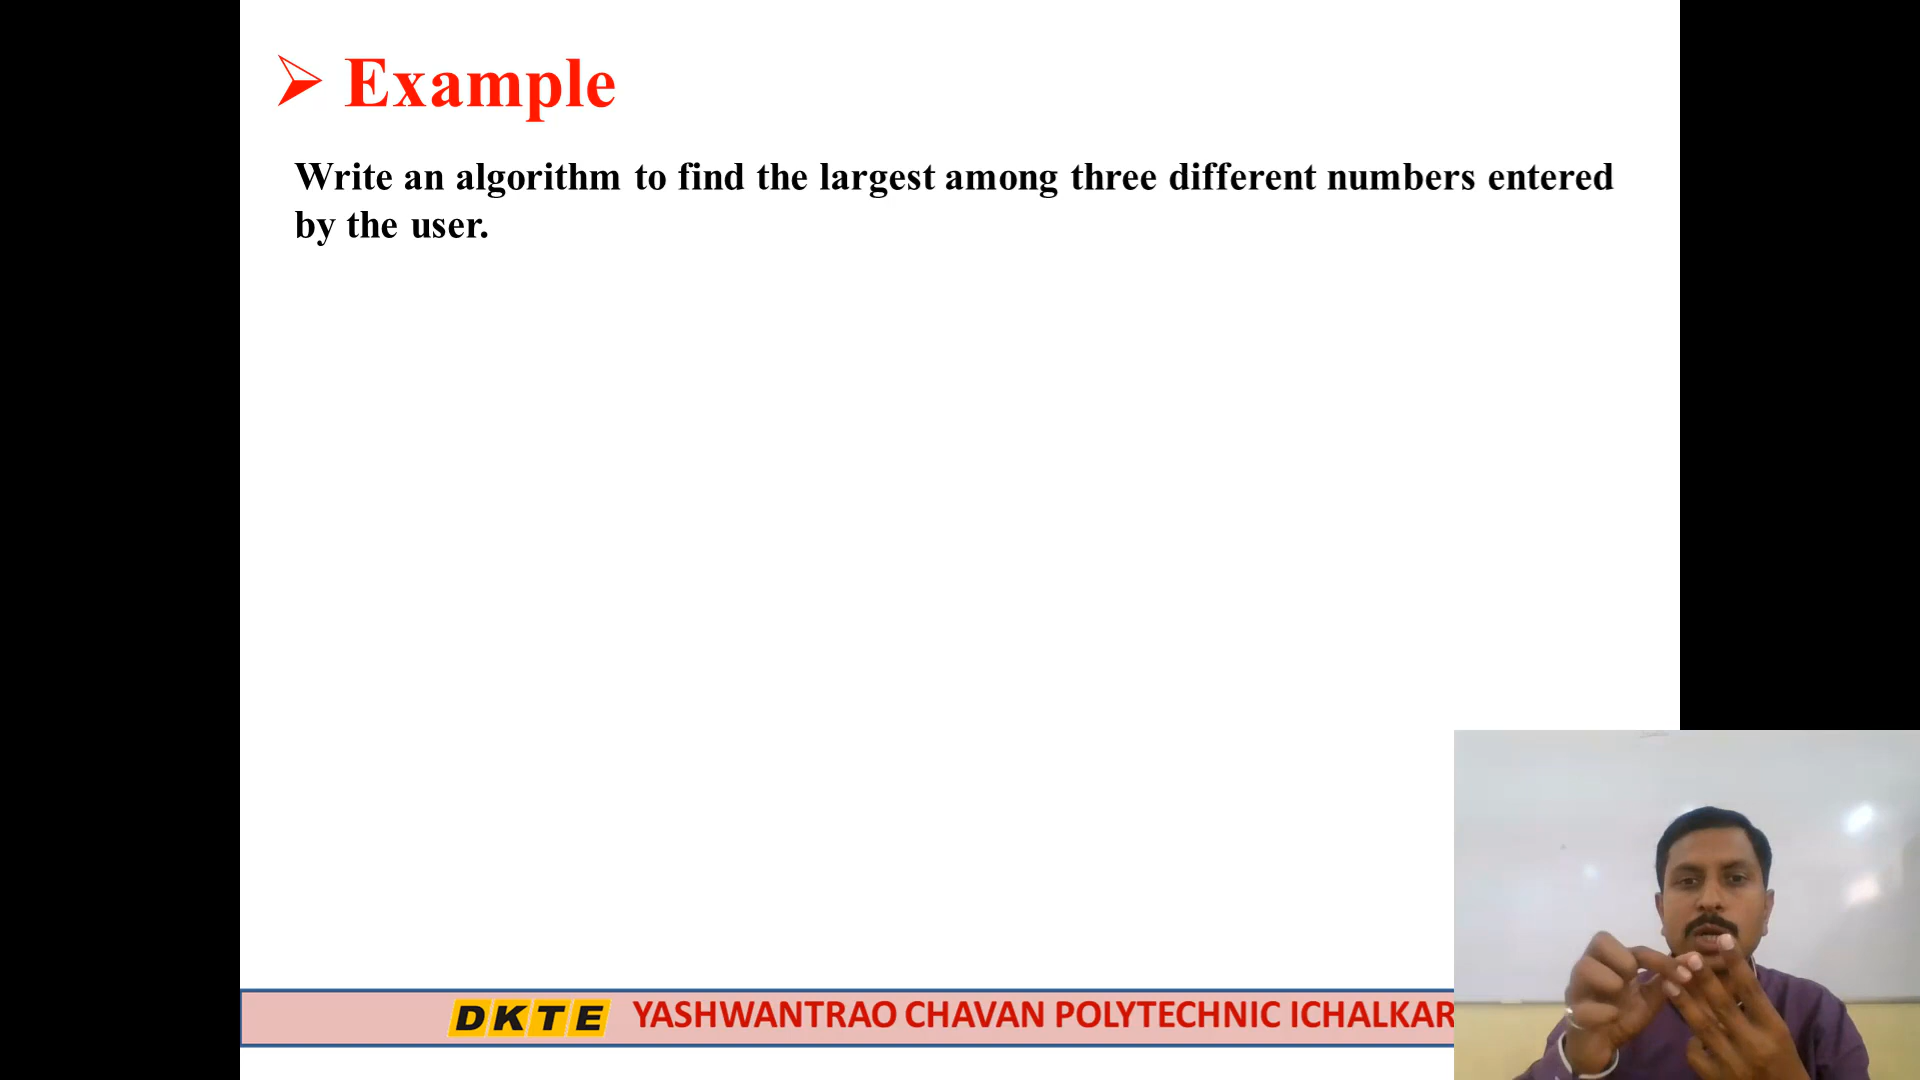 Example
Write an algorithm to find the largest among three different numbers entered
by the user.
DKTE YASHWANTRAO CHAVAN POLYTECHNIC ICHALKAR